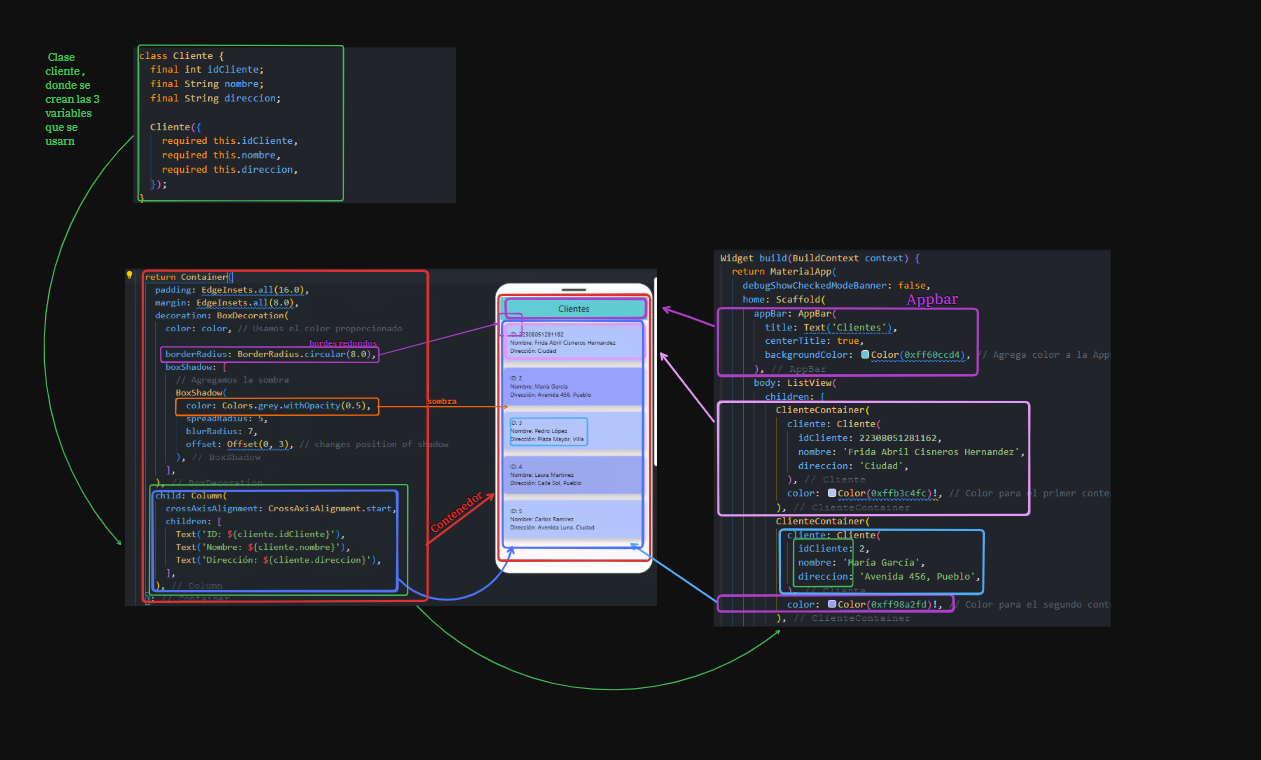 Clase
cliente ,
donde se
crean las 3
variables
que se
usarn
class Cliente {
final int idCliente;
final String nombre;
final String direccion;
Cliente({
required this.idCliente,
required this.nombre,
required this.direccion,
});
}
return Container(
padding: EdgeInsets.all(16.0),
margin: EdgeInsets.all(8.0),
decoration: BoxDecoration(
color: color, // Usamos el color proporcionado
bordes redondos
borderRadius: BorderRadius.circular(8.0),
boxShadow: [
// Agregamos la sombra
BoxShadow(
color: Colors.grey.withOpacity(0.5),
sombra
spreadRadius: 5,
blurRadius: 7,
offset: Offset(0, 3), // changes position of shadow
), // BoxShadow
],
), // BoxDecoration
child: Column(
crossAxisAlignment: CrossAxisAlignment.start,
children: [
Text('ID: ${cliente.idCliente}'),
Text('Nombre: ${cliente.nombre}'),
Text('Dirección: ${cliente.direccion}'),
],
), // Column
); // Container
Contenedor
Clientes
ID: 22308051281162
Nombre: Frida Abril Cisneros Hernandez
Dirección: Ciudad
ID: 2
Nombre: María García
Dirección: Avenida 456, Pueblo
ID: 3
Nombre: Pedro López
Dirección: Plaza Mayor, Villa
ID: 4
Nombre: Laura Martínez
Dirección: Calle Sol, Pueblo
ID: 5
Nombre: Carlos Ramírez
Dirección: Avenida Luna, Ciudad
Widget build(BuildContext context) {
return MaterialApp(
debugShowCheckedModeBanner: false,
home: Scaffold(
Appbar
appBar: AppBar(
title: Text('Clientes'),
centerTitle: true,
backgroundColor: Color(0xff60ccd4), // Agrega color a la App
), // AppBar
body: ListView(
children: [
ClienteContainer(
cliente: Cliente(
idCliente: 22308051281162,
nombre: 'Frida Abril Cisneros Hernandez',
direccion: 'Ciudad',
), // Cliente
color: Color(0xffb3c4fc)!, // Color para el primer conte
), // ClienteContainer
ClienteContainer(
cliente: Cliente(
idCliente: 2,
nombre: 'María García',
direccion: 'Avenida 456, Pueblo',
), // Cliente
color: Color(0xff98a2fd)!, // Color para el segundo cont
), // ClienteContainer